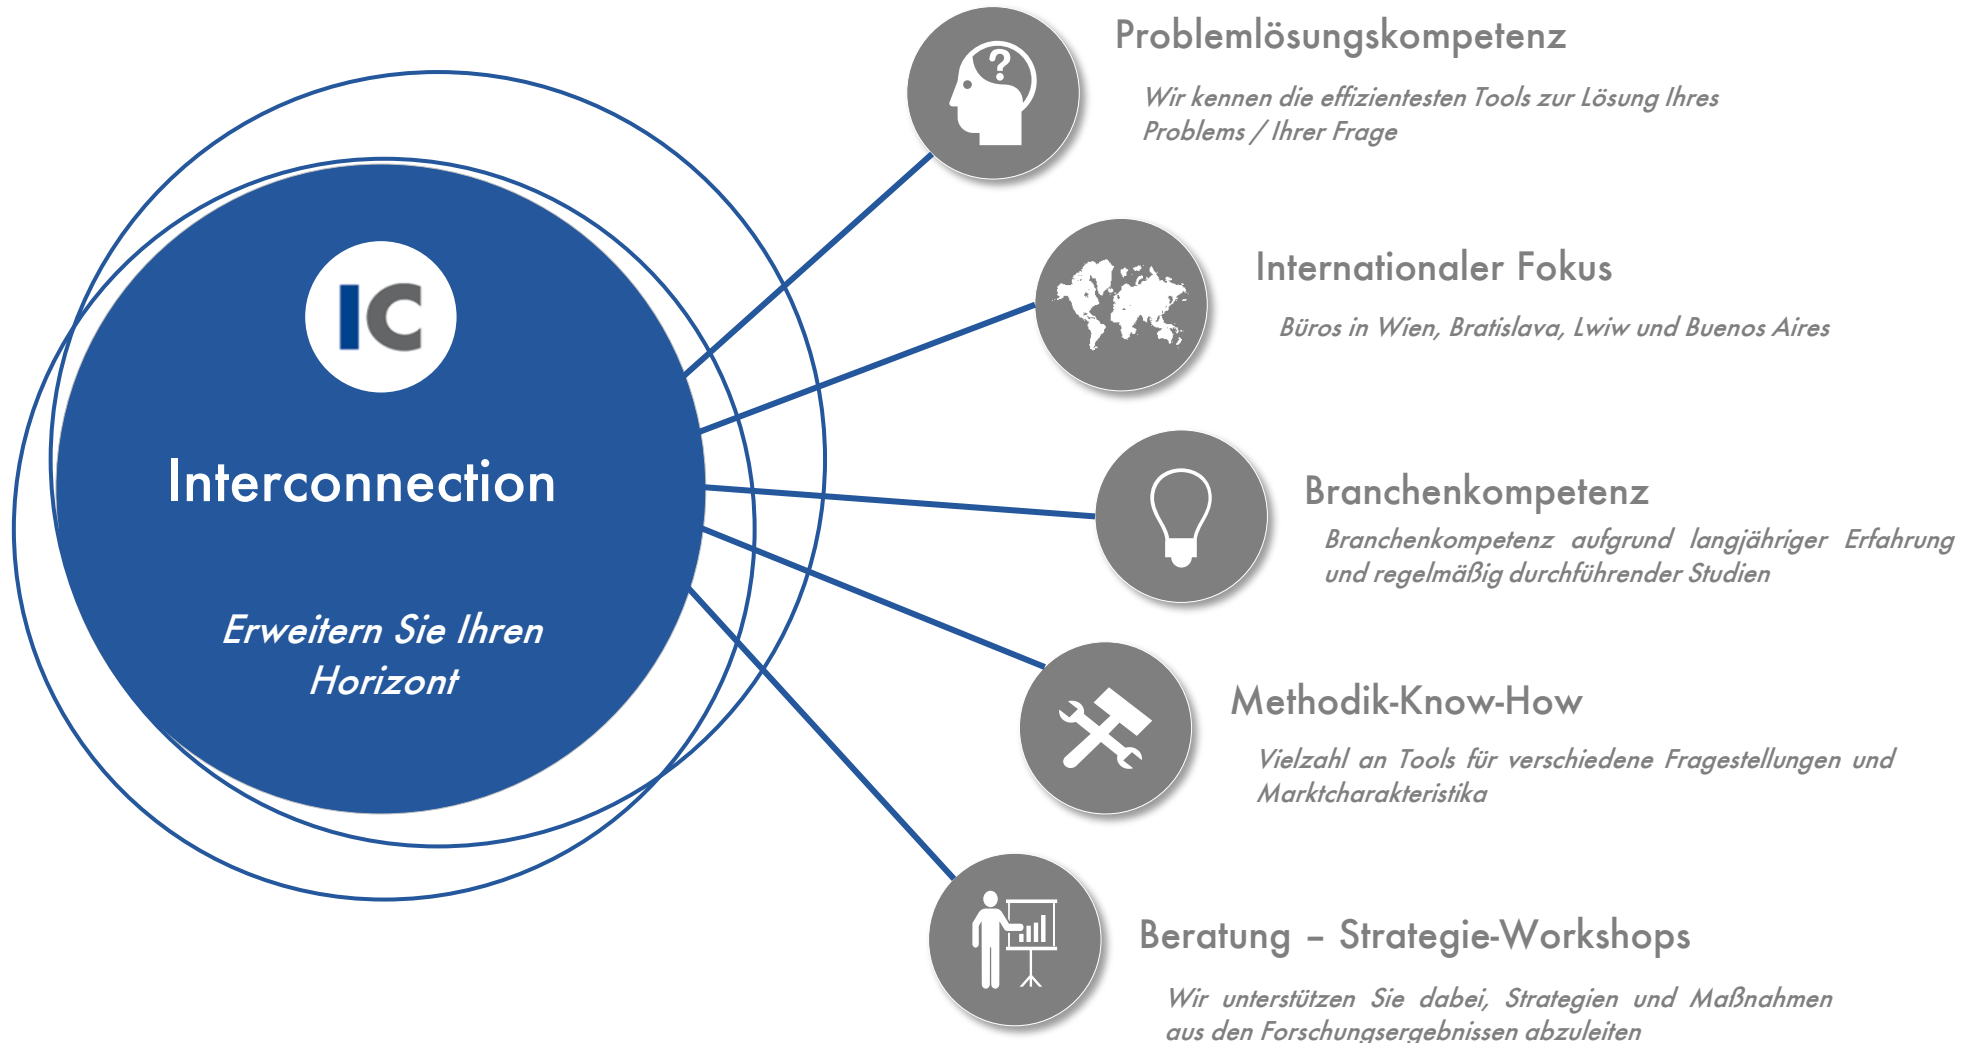 Problemlösungskompetenz
Wir kennen die effizientesten Tools zur Lösung Ihres
Problems / Ihrer Frage
IC
Interconnection
Erweitern Sie Ihren
Horizont
Internationaler Fokus
Büros in Wien, Bratislava, Lwiw und Buenos Aires
Branchenkompetenz
Branchenkompetenz aufgrund langjähriger Erfahrung
und regelmäßig durchführender Studien
Methodik-Know-How
Vielzahl an Tools für verschiedene Fragestellungen und
Marktcharakteristika
Beratung – Strategie-Workshops
Wir unterstützen Sie dabei, Strategien und Maßnahmen
aus den Forschungsergebnissen abzuleiten